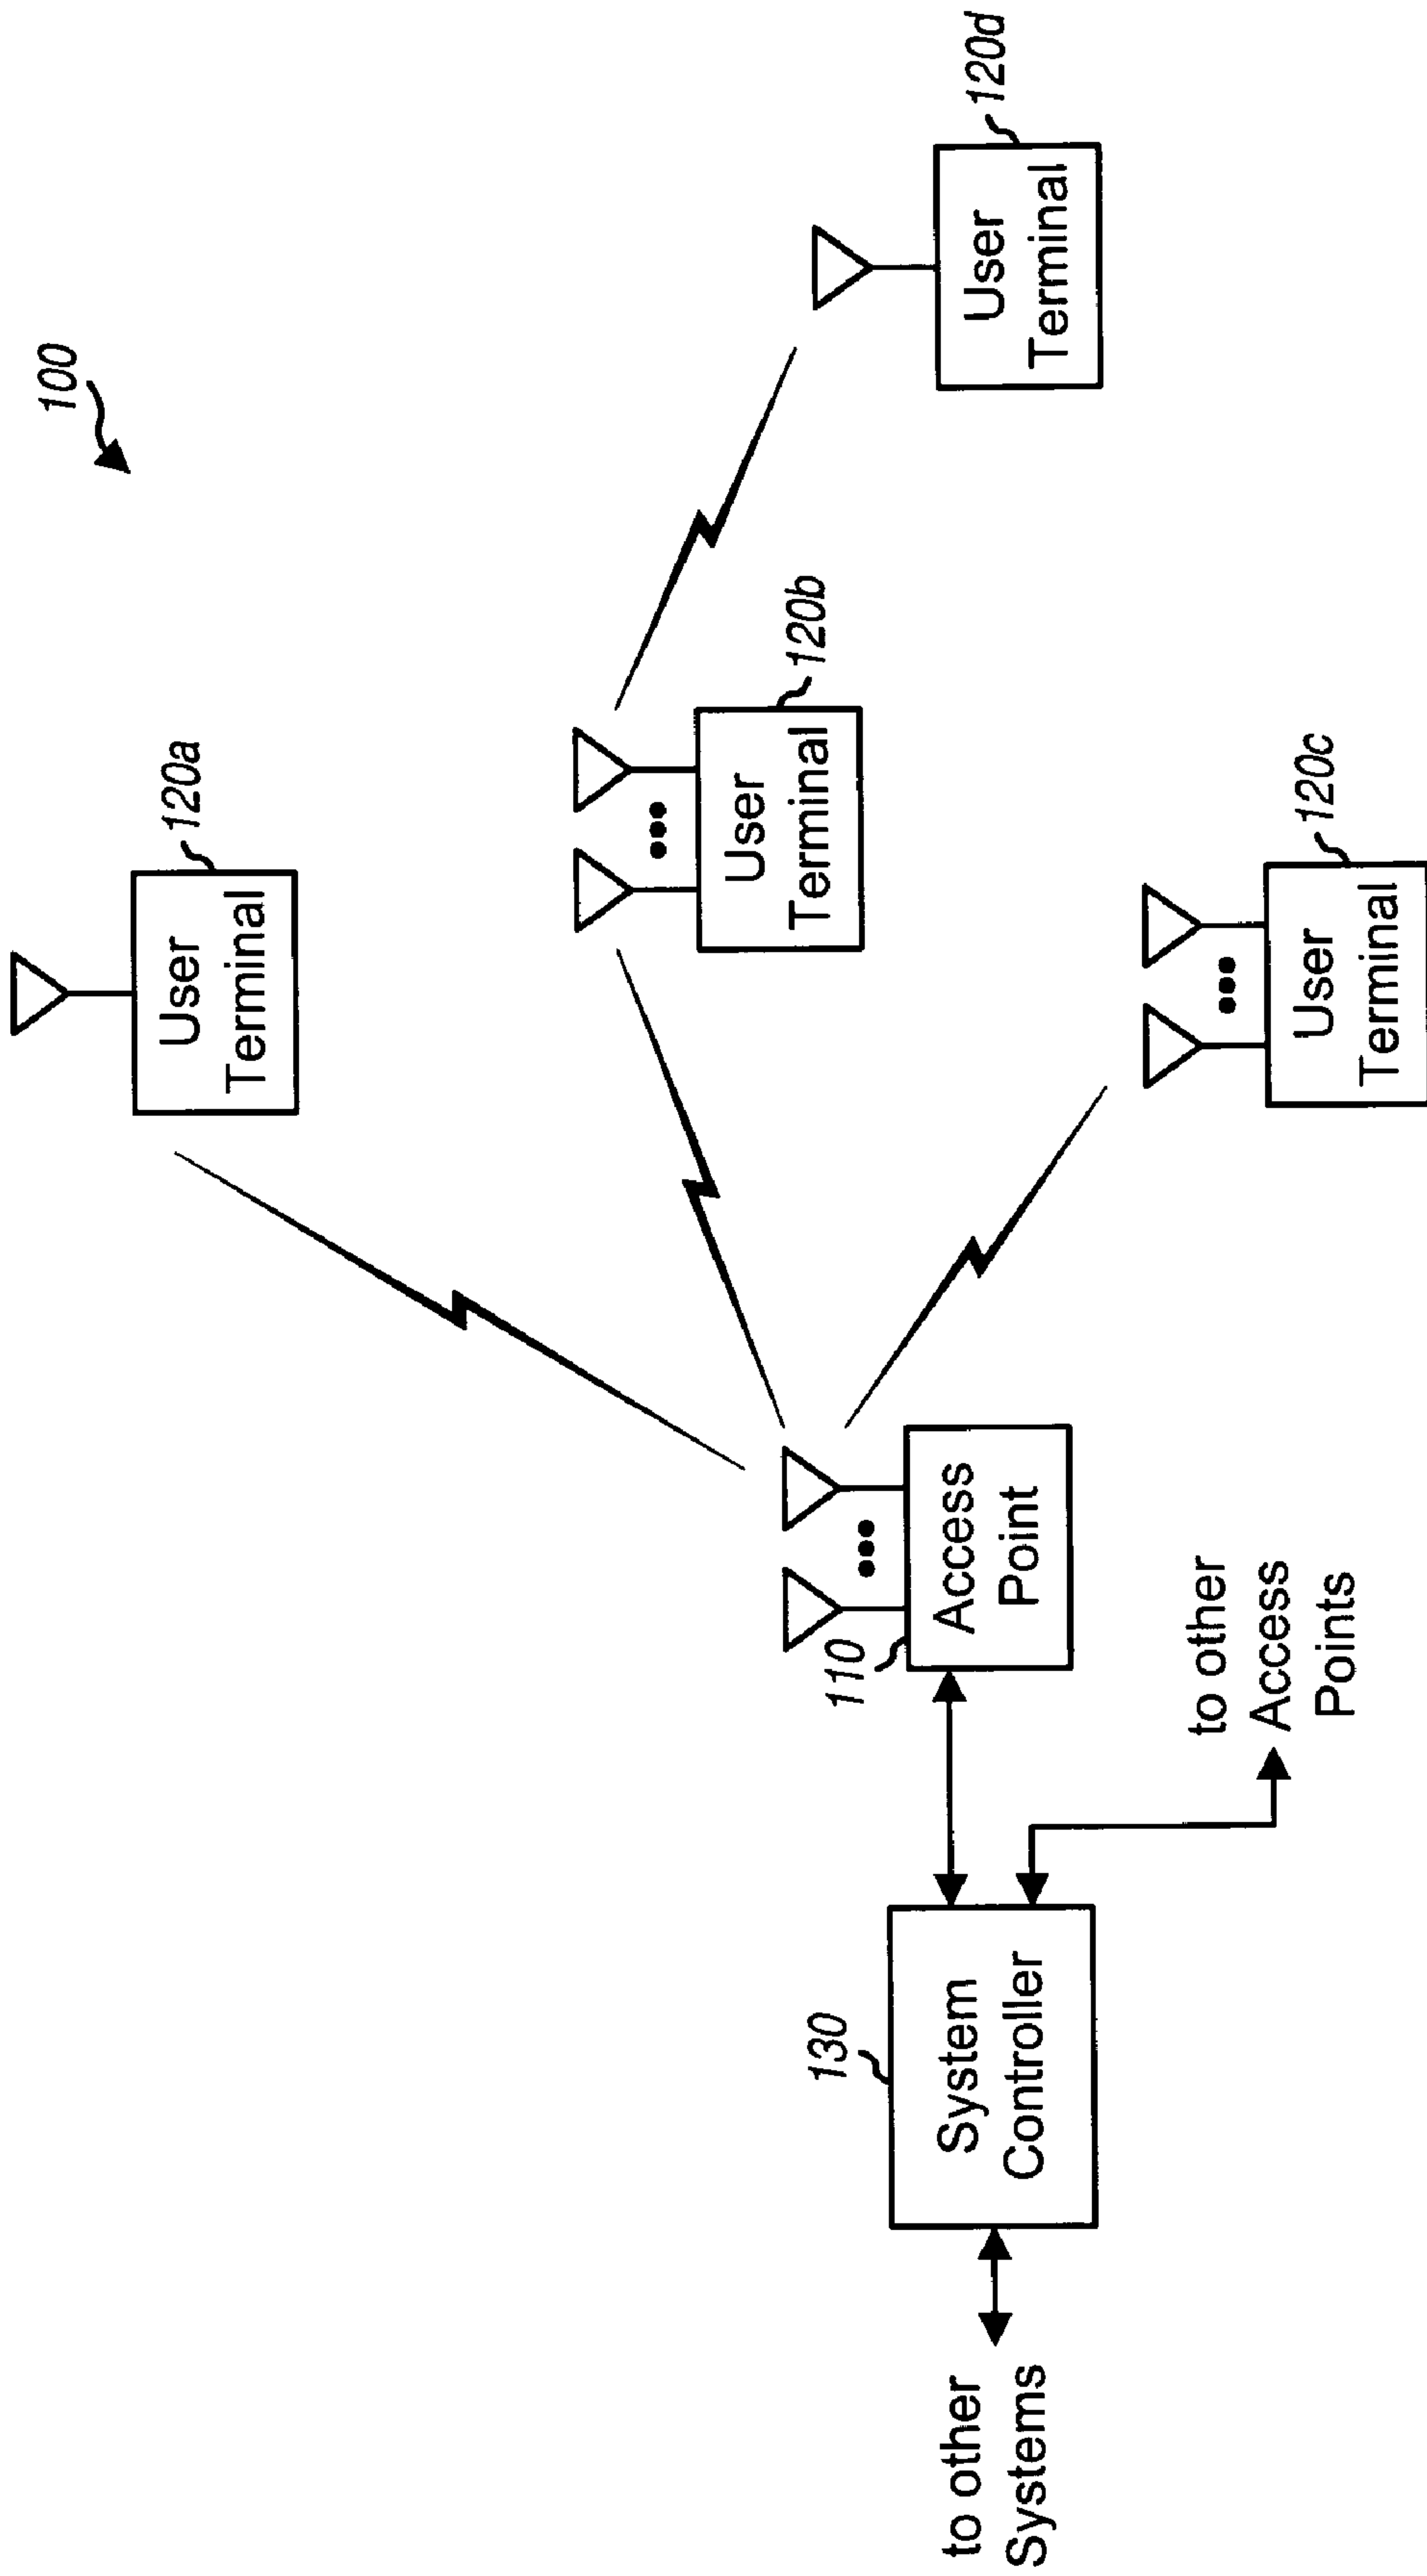 100
120a
User
Terminal
120b
User
Terminal
120d
User
Terminal
120c
User
Terminal
110
Access
Point
130
System
Controller
to other
Systems
to other
Access
Points